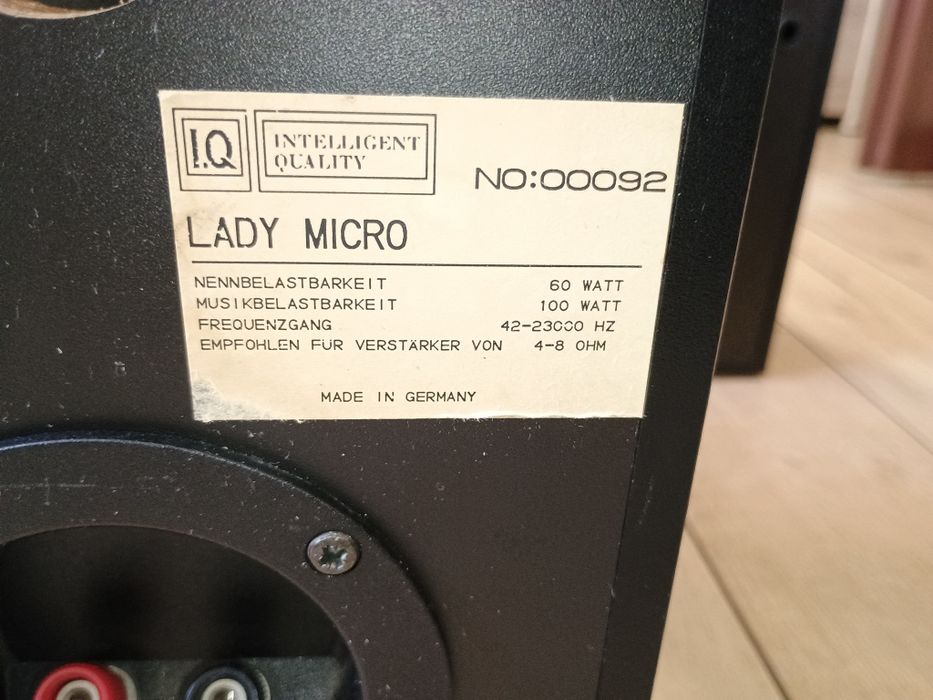 I.Q INTELLIGENT
QUALITY
NO:00092
LADY MICRO
NENNBELASTBARKEIT 60 WATT
MUSIKBELASTBARKEIT 100 WATT
FREQUENZGANG 42-23000 HZ
EMPFOHLEN FÜR VERSTÄRKER VON 4-8 OHM
MADE IN GERMANY